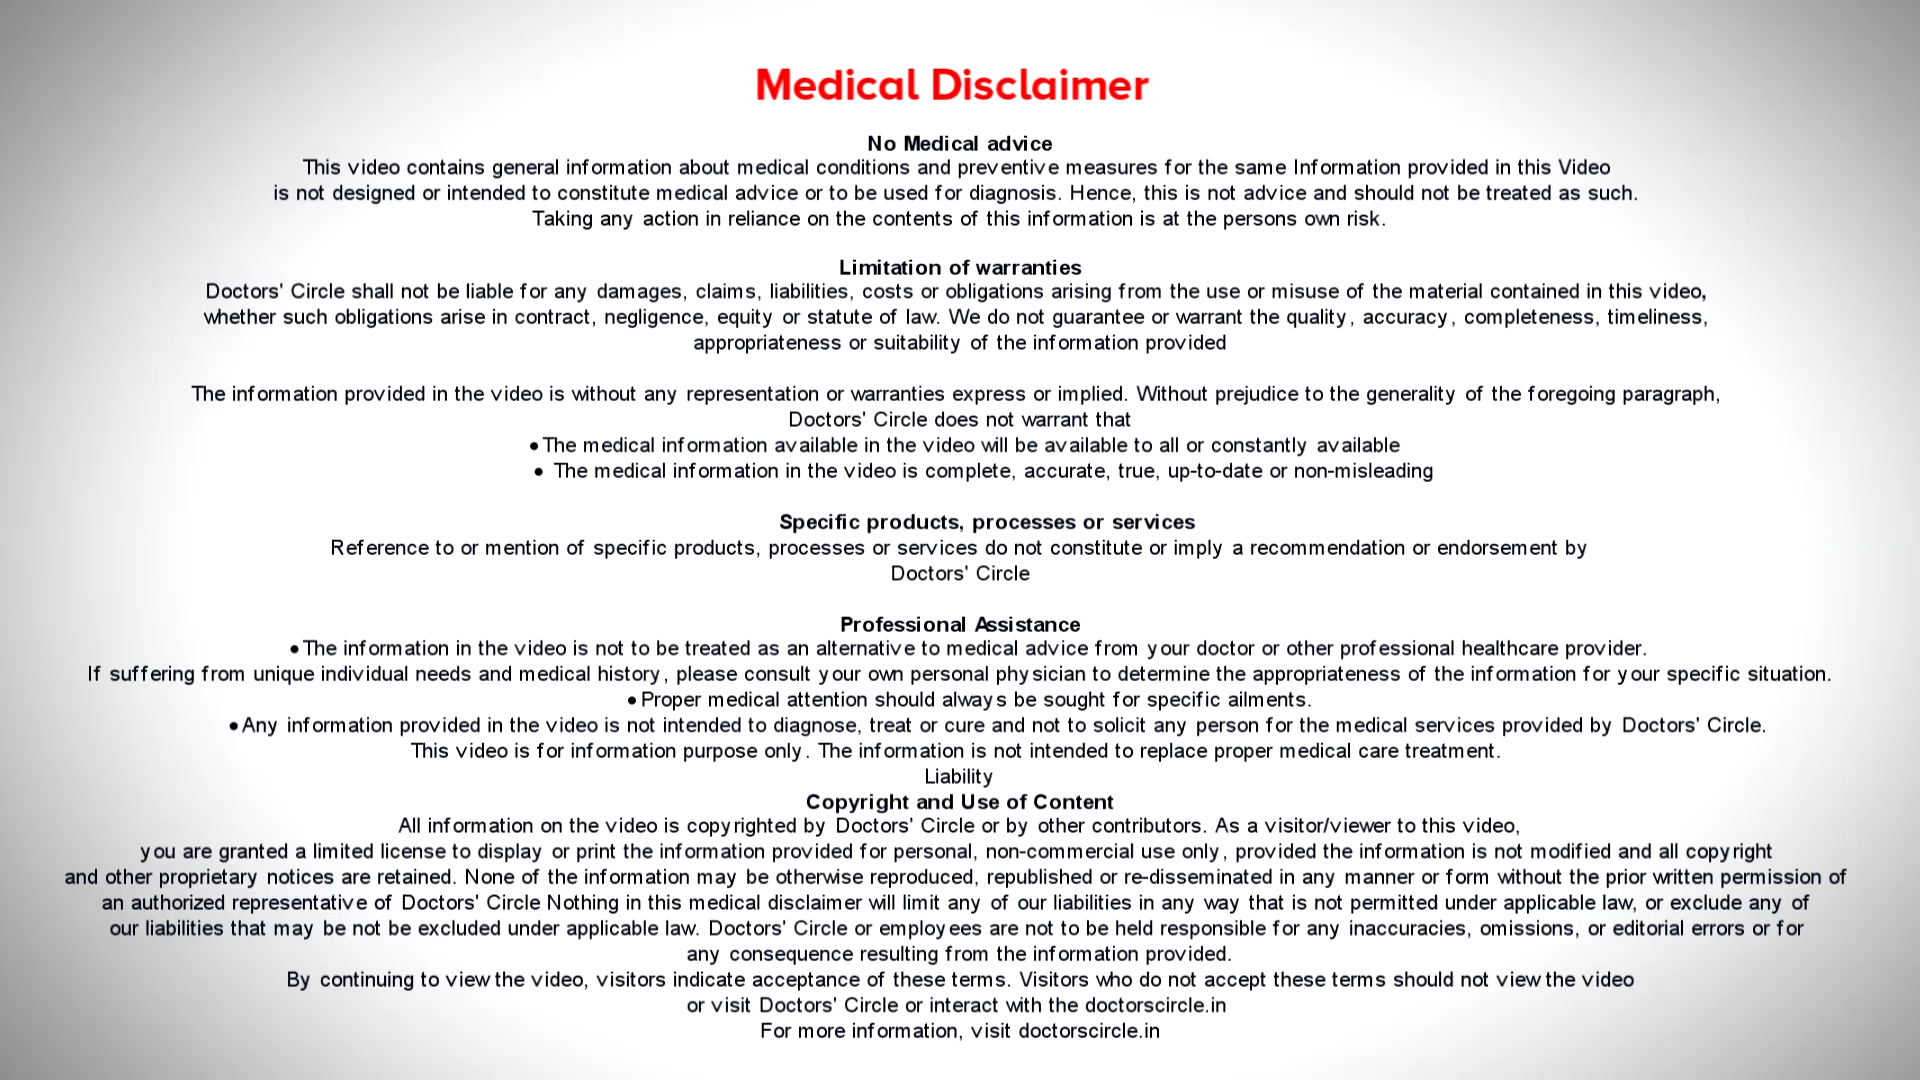 Medical Disclaimer
No Medical advice
This video contains general information about medical conditions and preventive measures for the same Information provided in this Video
is not designed or intended to constitute medical advice or to be used for diagnosis. Hence, this is not advice and should not be treated as such.
Taking any action in reliance on the contents of this information is at the persons own risk.
Limitation of warranties
Doctors' Circle shall not be liable for any damages, claims, liabilities, costs or obligations arising from the use or misuse of the material contained in this video,
whether such obligations arise in contract, negligence, equity or statute of law. We do not guarantee or warrant the quality, accuracy, completeness, timeliness,
appropriateness or suitability of the information provided
The information provided in the video is without any representation or warranties express or implied. Without prejudice to the generality of the foregoing paragraph,
Doctors' Circle does not warrant that
• The medical information available in the video will be available to all or constantly available
• The medical information in the video is complete, accurate, true, up-to-date or non-misleading
Specific products, processes or services
Reference to or mention of specific products, processes or services do not constitute or imply a recommendation or endorsement by
Doctors' Circle
Professional Assistance
• The information in the video is not to be treated as an alternative to medical advice from your doctor or other professional healthcare provider.
If suffering from unique individual needs and medical history, please consult your own personal physician to determine the appropriateness of the information for your specific situation.
• Proper medical attention should always be sought for specific ailments.
• Any information provided in the video is not intended to diagnose, treat or cure and not to solicit any person for the medical services provided by Doctors' Circle.
This video is for information purpose only. The information is not intended to replace proper medical care treatment.
Liability
Copyright and Use of Content
All information on the video is copyrighted by Doctors' Circle or by other contributors. As a visitor/viewer to this video,
you are granted a limited license to display or print the information provided for personal, non-commercial use only, provided the information is not modified and all copyright
and other proprietary notices are retained. None of the information may be otherwise reproduced, republished or re-disseminated in any manner or form without the prior written permission of
an authorized representative of Doctors' Circle Nothing in this medical disclaimer will limit any of our liabilities in any way that is not permitted under applicable law, or exclude any of
our liabilities that may be not be excluded under applicable law. Doctors' Circle or employees are not to be held responsible for any inaccuracies, omissions, or editorial errors or for
any consequence resulting from the information provided.
By continuing to view the video, visitors indicate acceptance of these terms. Visitors who do not accept these terms should not view the video
or visit Doctors' Circle or interact with the doctorscircle.in
For more information, visit doctorscircle.in